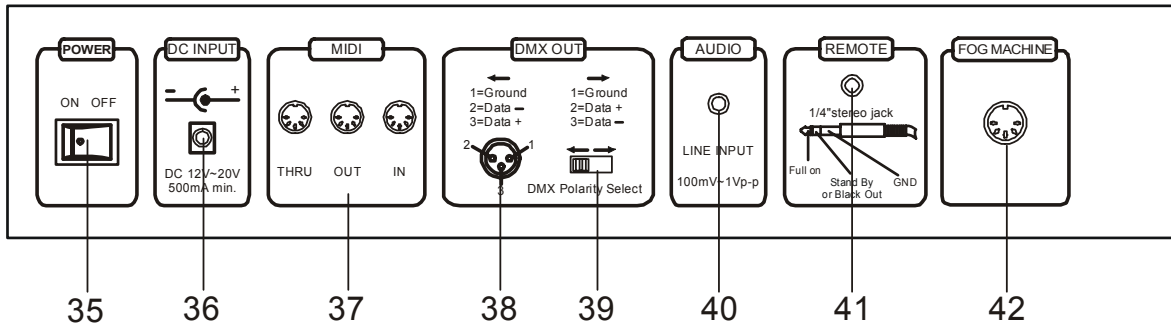 POWER
ON OFF
DC INPUT
- +
DC 12V~20V
500mA min.
MIDI
THRU OUT IN
DMX OUT
1=Ground
2=Data -
3=Data +
1=Ground
2=Data +
3=Data -
2 1
3
DMX Polarity Select
AUDIO
LINE INPUT
100mV~1Vp-p
REMOTE
1/4"stereo jack
Full on
Stand By
or Black Out
GND
FOG MACHINE
35 36 37 38 39 40 41 42